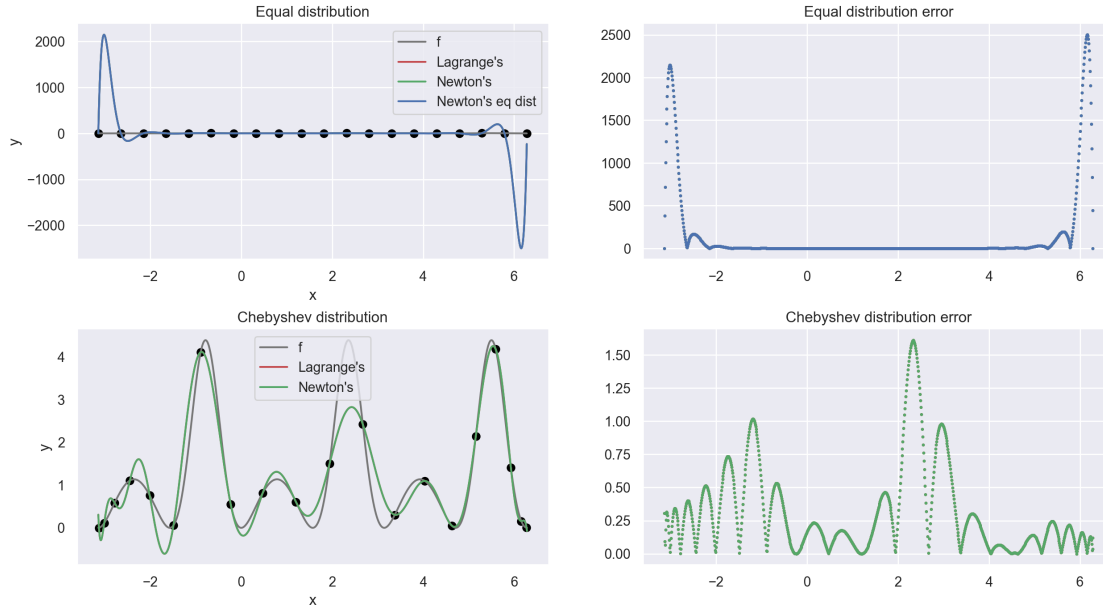 Equal distribution
2000
1000
0
−1000
−2000
y
−2
0
2
4
6
x
f
Lagrange's
Newton's
Newton's eq dist
Equal distribution error
2500
2000
1500
1000
500
0
−2
0
2
4
6
Chebyshev distribution
4
3
2
1
0
y
−2
0
2
4
6
x
f
Lagrange's
Newton's
Chebyshev distribution error
1.50
1.25
1.00
0.75
0.50
0.25
0.00
−2
0
2
4
6